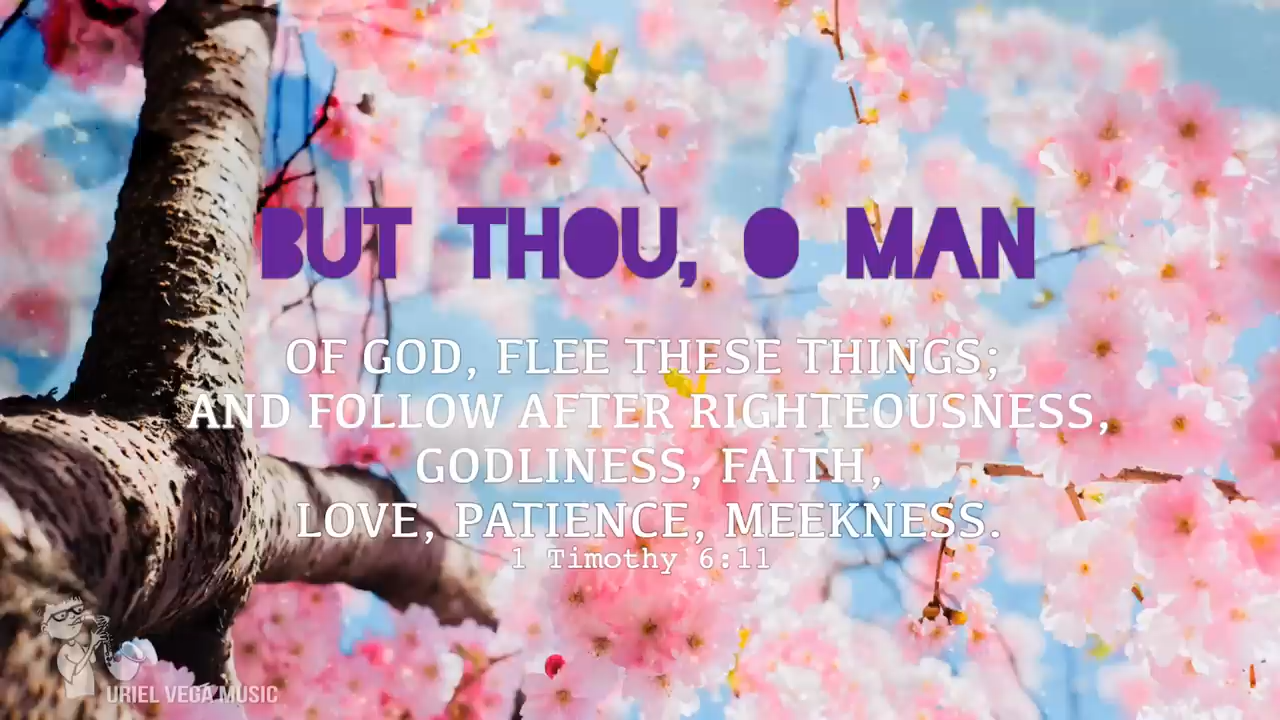 BUT THOU, O MAN
OF GOD, FLEE THESE THINGS;
AND FOLLOW AFTER RIGHTEOUSNESS,
GODLINESS, FAITH,
LOVE, PATIENCE, MEEKNESS.
1 Timothy 6:11
URIEL VEGA MUSIC